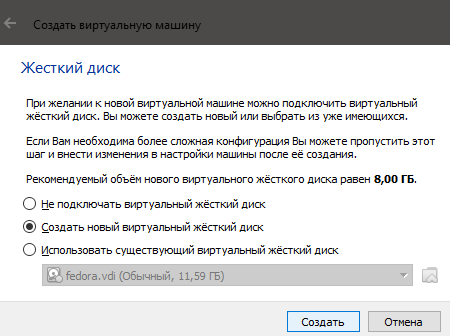 Создать виртуальную машину
Жесткий диск
При желании к новой виртуальной машине можно подключить виртуальный
жёсткий диск. Вы можете создать новый или выбрать из уже имеющихся.
Если Вам необходима более сложная конфигурация Вы можете пропустить этот
шаг и внести изменения в настройки машины после её создания.
Рекомендуемый объём нового виртуального жёсткого диска равен 8,00 ГБ.
Не подключать виртуальный жёсткий диск
Создать новый виртуальный жёсткий диск
Использовать существующий виртуальный жёсткий диск
fedora.vdi (Обычный, 11,59 ГБ)
Создать
Отмена